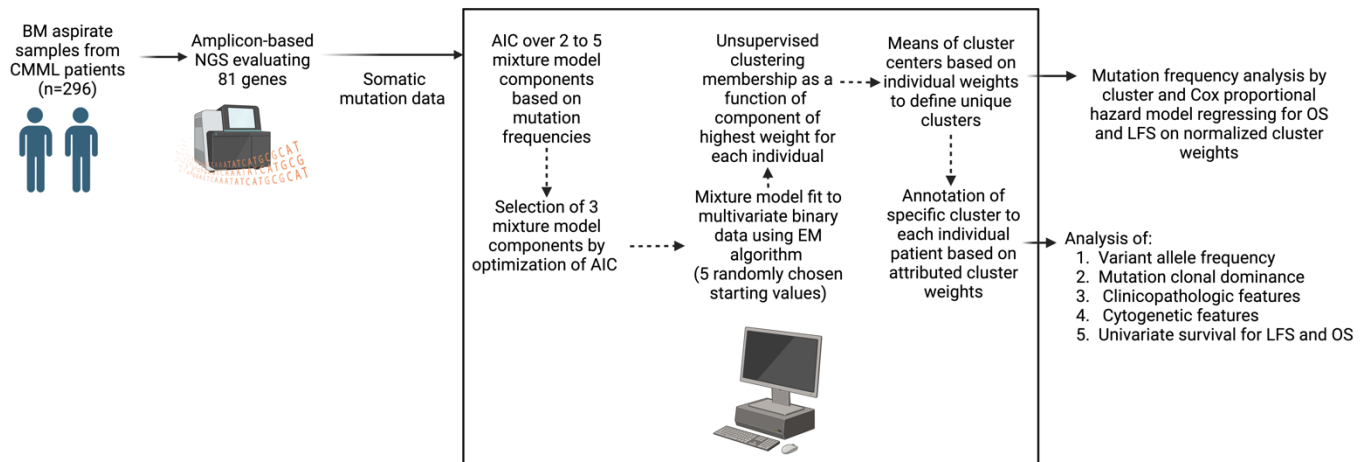 BM aspirate
samples from
CMML patients
(n=296)
Amplicon-based
NGS evaluating
81 genes
Somatic
mutation data
AIC over 2 to 5
mixture model
components
based on
mutation
frequencies
Selection of 3
mixture model
components by
optimization of AIC
Unsupervised
clustering
membership as a
function of
component
of highest weight for
each individual
Mixture model fit to
multivariate binary
data using EM
algorithm
(5 randomly chosen
starting values)
Means of cluster
centers based on
individual weights
to define unique
clusters
Annotation of
specific cluster to
each individual
patient based on
attributed cluster
weights
Mutation frequency analysis by
cluster and Cox proportional
hazard model regressing for OS
and LFS on normalized cluster
weights
Analysis of:
1. Variant allele frequency
2. Mutation clonal dominance
3. Clinicopathologic features
4. Cytogenetic features
5. Univariate survival for LFS and OS